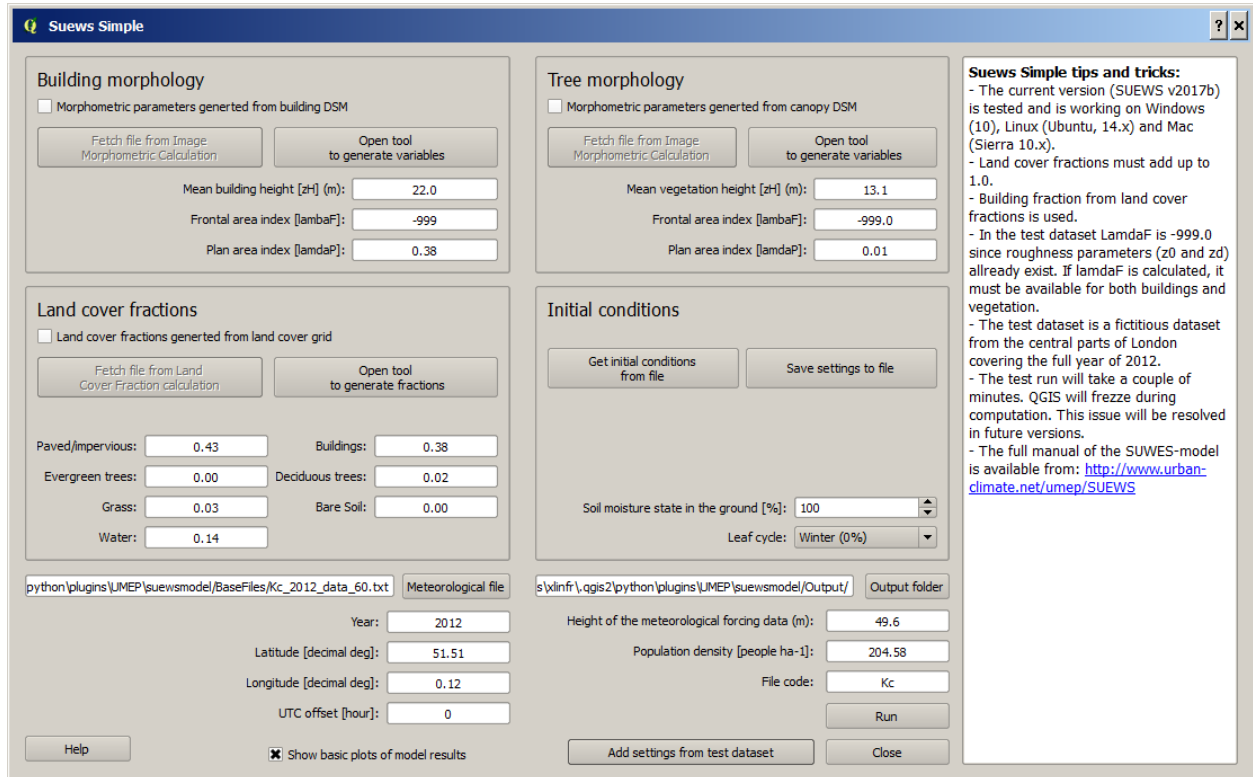 Suews Simple
?
×
Building morphology
Morphometric parameters generted from building DSM
Fetch file from Image
Morphometric Calculation
Open tool
to generate variables
Mean building height [zH] (m): 22.0
Frontal area index [lambaF]: -999
Plan area index [lamdaP]: 0.38
Tree morphology
Morphometric parameters generted from canopy DSM
Fetch file from Image
Morphometric Calculation
Open tool
to generate variables
Mean vegetation height [zH] (m): 13.1
Frontal area index [lambaF]: -999.0
Plan area index [lamdaP]: 0.01
Land cover fractions
Land cover fractions generted from land cover grid
Fetch file from Land
Cover Fraction calculation
Open tool
to generate fractions
Paved/impervious: 0.43 Buildings: 0.38
Evergreen trees: 0.00 Deciduous trees: 0.02
Grass: 0.03 Bare Soil: 0.00
Water: 0.14
Initial conditions
Get initial conditions
from file
Save settings to file
Soil moisture state in the ground [%]: 100
Leaf cycle: Winter (0%)
python\plugins\UMEP\suewsmodel/BaseFiles/Kc_2012_data_60.txt Meteorological file
Year: 2012
Latitude [decimal deg]: 51.51
Longitude [decimal deg]: 0.12
UTC offset [hour]: 0
s\xlinfr\.qgis2\python\plugins\UMEP\suewsmodel/Output/ Output folder
Height of the meteorological forcing data (m): 49.6
Population density [people ha-1]: 204.58
File code: Kc
Run
Help
Show basic plots of model results
Add settings from test dataset
Close
Suews Simple tips and tricks:
- The current version (SUEWS v2017b)
is tested and is working on Windows
(10), Linux (Ubuntu, 14.x) and Mac
(Sierra 10.x).
- Land cover fractions must add up to
1.0.
- Building fraction from land cover
fractions is used.
- In the test dataset LamdaF is -999.0
since roughness parameters (z0 and zd)
allready exist. If lamdaF is calculated, it
must be available for both buildings and
vegetation.
- The test dataset is a fictitious dataset
from the central parts of London
covering the full year of 2012.
- The test run will take a couple of
minutes. QGIS will frezze during
computation. This issue will be resolved
in future versions.
- The full manual of the SUWES-model
is available from: http://www.urban-
climate.net/umep/SUEWS